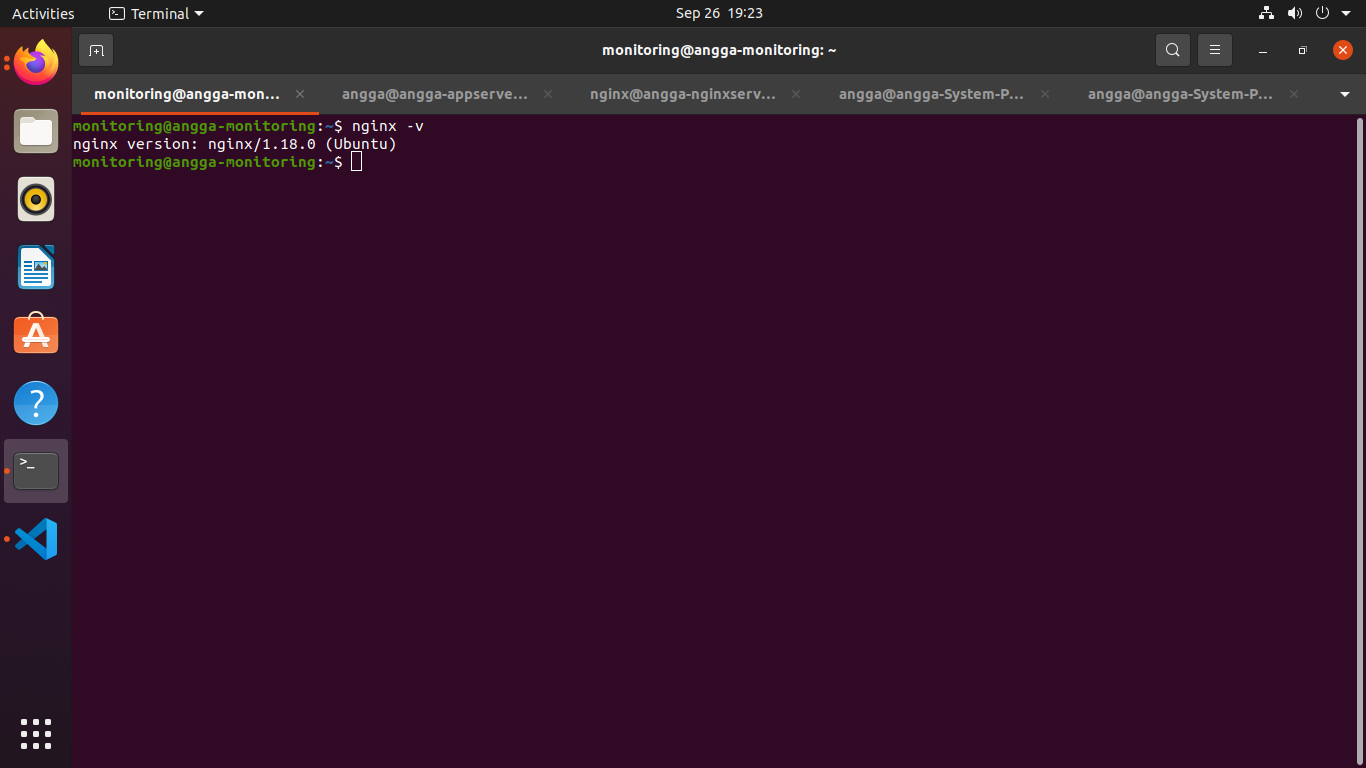 Activities Terminal Sep 26 19:23
monitoring@angga-monitoring: ~
monitoring@angga-mon... angga@angga-appserve... nginx@angga-nginxserv... angga@angga-System-P... angga@angga-System-P...
monitoring@angga-monitoring:~$ nginx -v
nginx version: nginx/1.18.0 (Ubuntu)
monitoring@angga-monitoring:~$